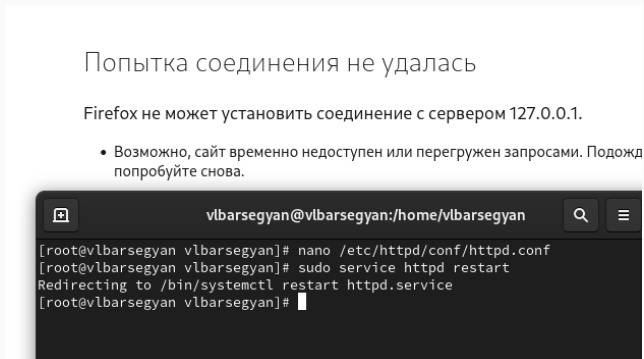 Попытка соединения не удалась
Firefox не может установить соединение с сервером 127.0.0.1.
• Возможно, сайт временно недоступен или перегружен запросами. Подожд
попробуйте снова.
vlbarsegyan@vlbarsegyan:/home/vlbarsegyan
[root@vlbarsegyan vlbarsegyan]# nano /etc/httpd/conf/httpd.conf
[root@vlbarsegyan vlbarsegyan]# sudo service httpd restart
Redirecting to /bin/systemctl restart httpd.service
[root@vlbarsegyan vlbarsegyan]#